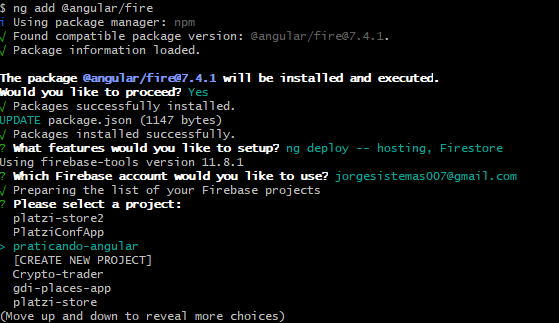 $ ng add @angular/fire
i Using package manager: npm
√ Found compatible package version: @angular/fire@7.4.1.
√ Package information loaded.
The package @angular/fire@7.4.1 will be installed and executed.
Would you like to proceed? Yes
√ Packages successfully installed.
UPDATE package.json (1147 bytes)
√ Packages installed successfully.
? What features would you like to setup? ng deploy -- hosting, Firestore
Using firebase-tools version 11.8.1
? Which Firebase account would you like to use? jorgesistemas007@gmail.com
√ Preparing the list of your Firebase projects
? Please select a project:
platzi-store2
PlatziConfApp
> praticando-angular
[CREATE NEW PROJECT]
Crypto-trader
gdi-places-app
platzi-store
(Move up and down to reveal more choices)